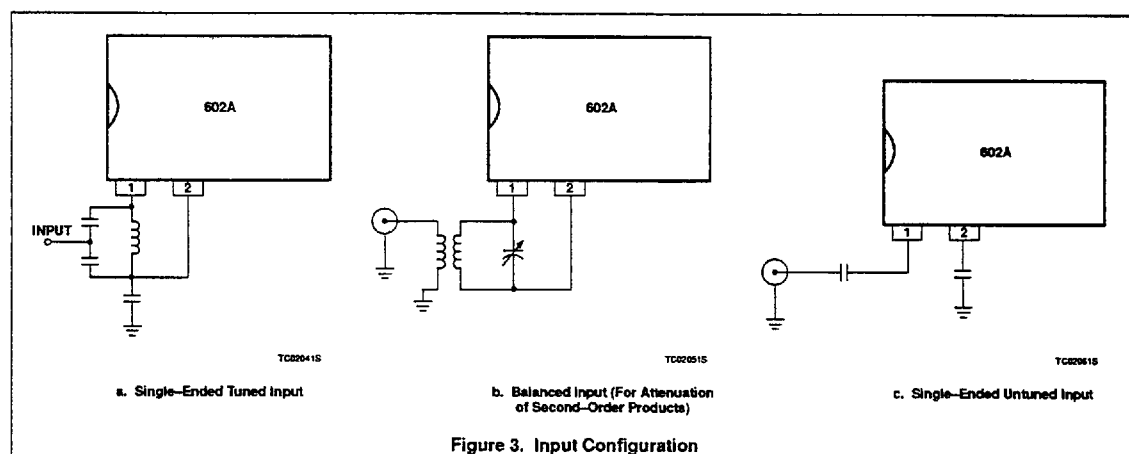 602A
1
2
INPUT
TC02041S
a. Single–Ended Tuned Input
602A
1
2
TC02051S
b. Balanced Input (For Attenuation
of Second–Order Products)
602A
1
2
TC02061S
c. Single–Ended Untuned Input
Figure 3. Input Configuration